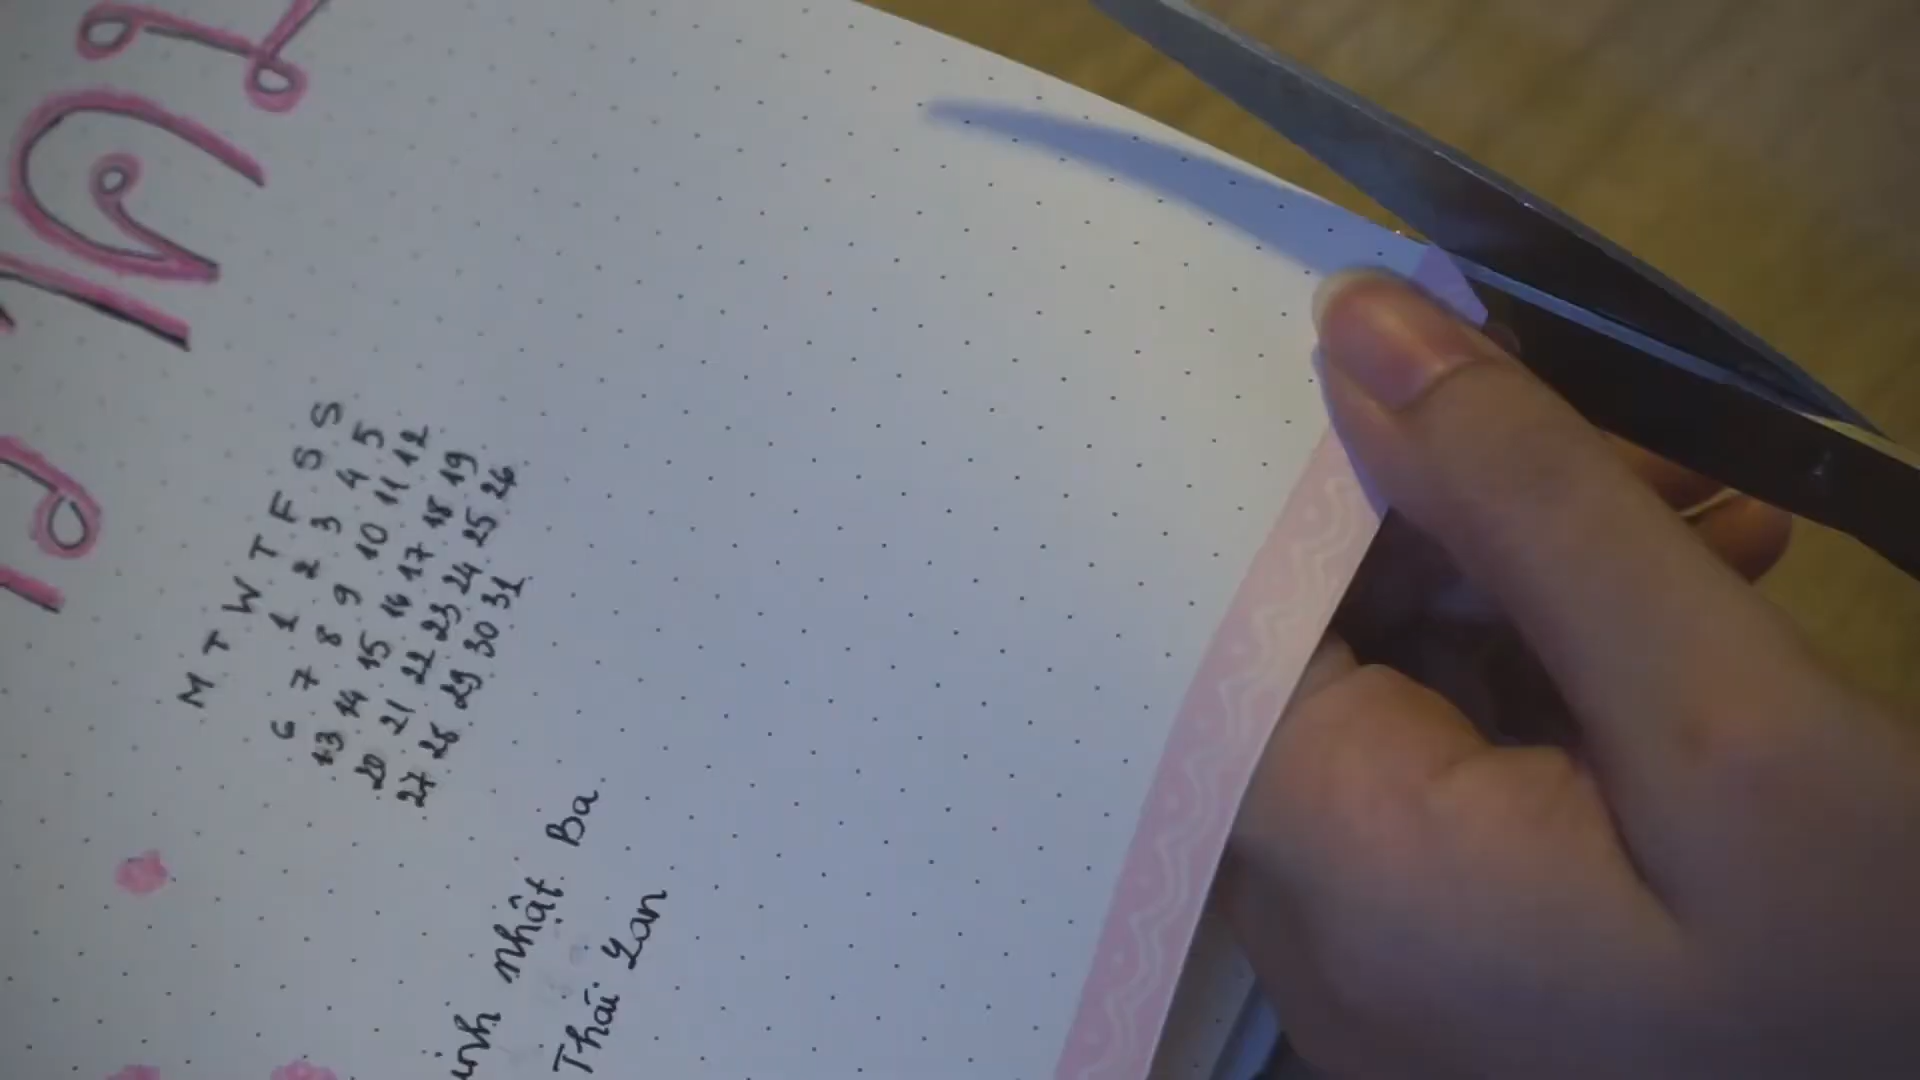 M T W T F S S
1 2 3 4 5
6 7 8 9 10 11 12
13 14 15 16 17 18 19
20 21 22 23 24 25 26
27 28 29 30 31
inh nhật Ba
Thái Lan